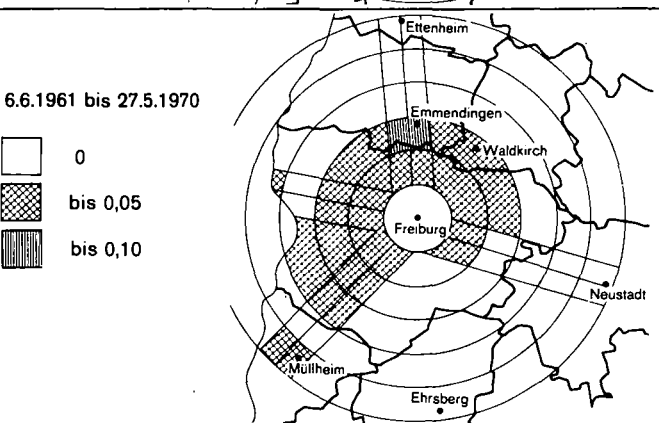 6.6.1961 bis 27.5.1970
0
bis 0,05
bis 0,10
Ettenheim
Emmendingen
Waldkirch
Freiburg
Neustadt
Müllheim
Ehrsberg